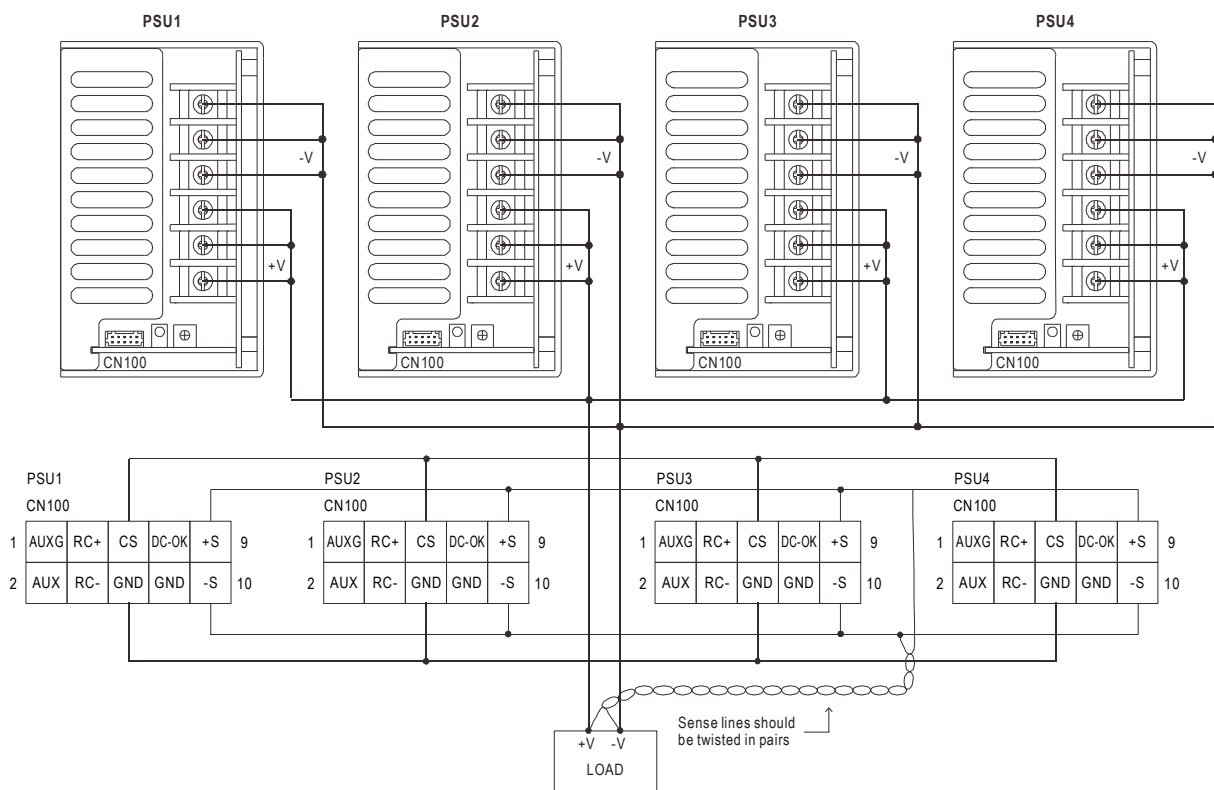 PSU1 PSU2 PSU3 PSU4
-V -V -V -V
+V +V +V +V
CN100 CN100 CN100 CN100
PSU1 PSU2 PSU3 PSU4
CN100 CN100 CN100 CN100
1 AUXG RC+ CS DC-OK +S 9 1 AUXG RC+ CS DC-OK +S 9 1 AUXG RC+ CS DC-OK +S 9 1 AUXG RC+ CS DC-OK +S 9
2 AUX RC- GND GND -S 10 2 AUX RC- GND GND -S 10 2 AUX RC- GND GND -S 10 2 AUX RC- GND GND -S 10
Sense lines should
be twisted in pairs
+V -V
LOAD